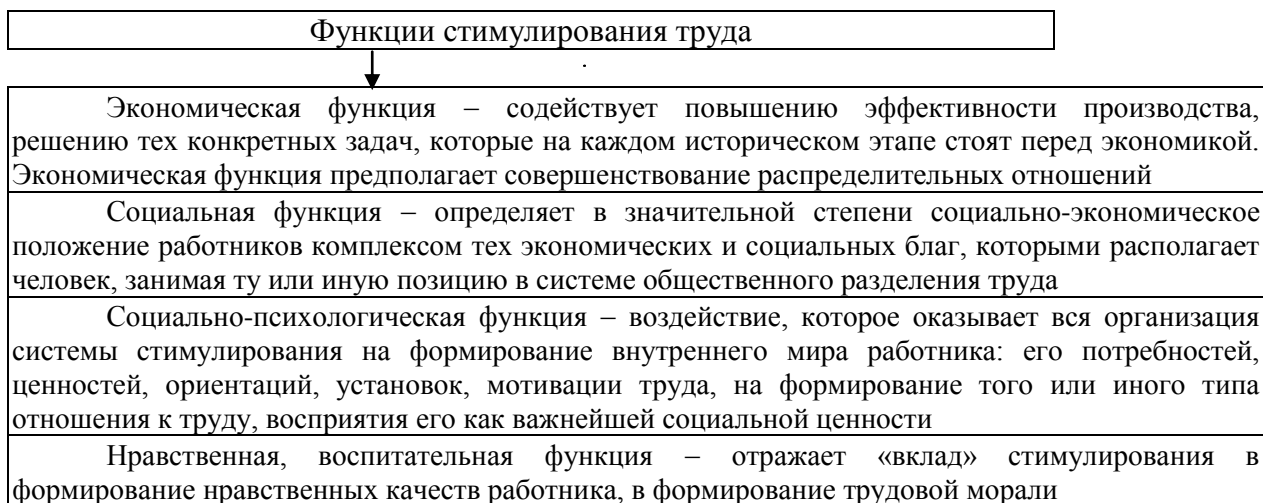 Функции стимулирования труда
Экономическая функция – содействует повышению эффективности производства,
решению тех конкретных задач, которые на каждом историческом этапе стоят перед экономикой.
Экономическая функция предполагает совершенствование распределительных отношений
Социальная функция – определяет в значительной степени социально-экономическое
положение работников комплексом тех экономических и социальных благ, которыми располагает
человек, занимая ту или иную позицию в системе общественного разделения труда
Социально-психологическая функция – воздействие, которое оказывает вся организация
системы стимулирования на формирование внутреннего мира работника: его потребностей,
ценностей, ориентаций, установок, мотивации труда, на формирование того или иного типа
отношения к труду, восприятия его как важнейшей социальной ценности
Нравственная, воспитательная функция – отражает «вклад» стимулирования в
формирование нравственных качеств работника, в формирование трудовой морали